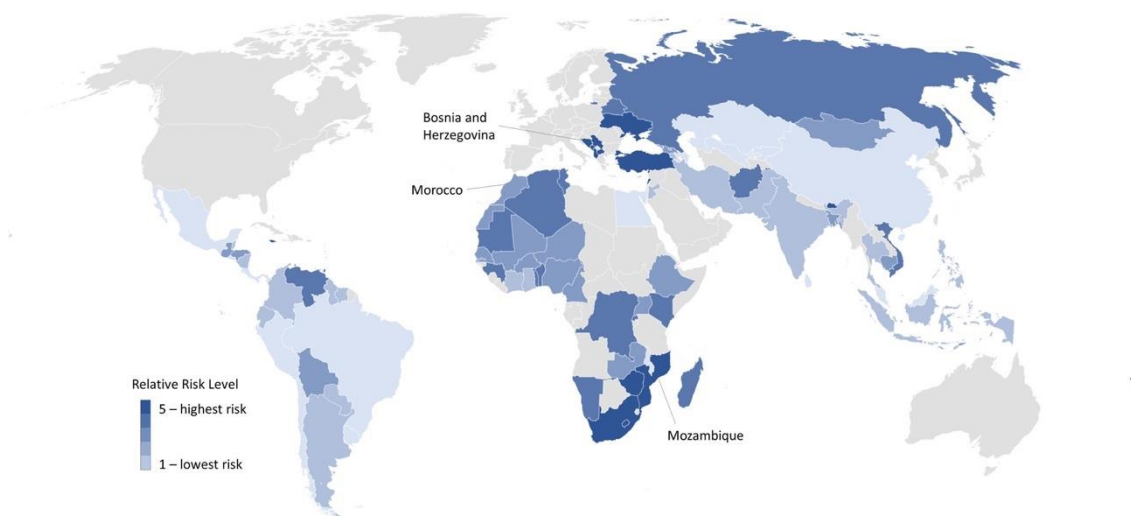 Bosnia and
Herzegovina
Morocco
Mozambique
Relative Risk Level
5 – highest risk
1 – lowest risk